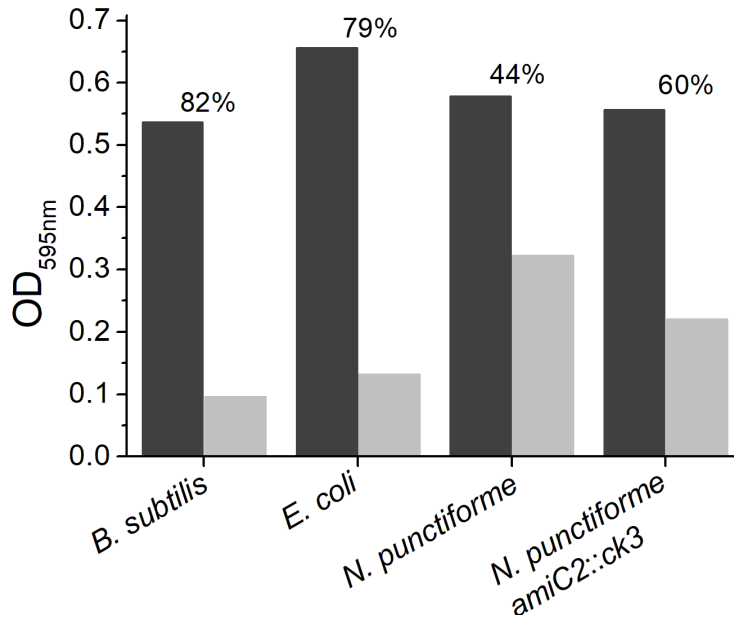 0.7
0.6
0.5
0.4
0.3
0.2
0.1
0.0
OD595nm
82%
79%
44%
60%
B. subtilis
E. coli
N. punctiforme
N. punctiforme
amiC2::ck3